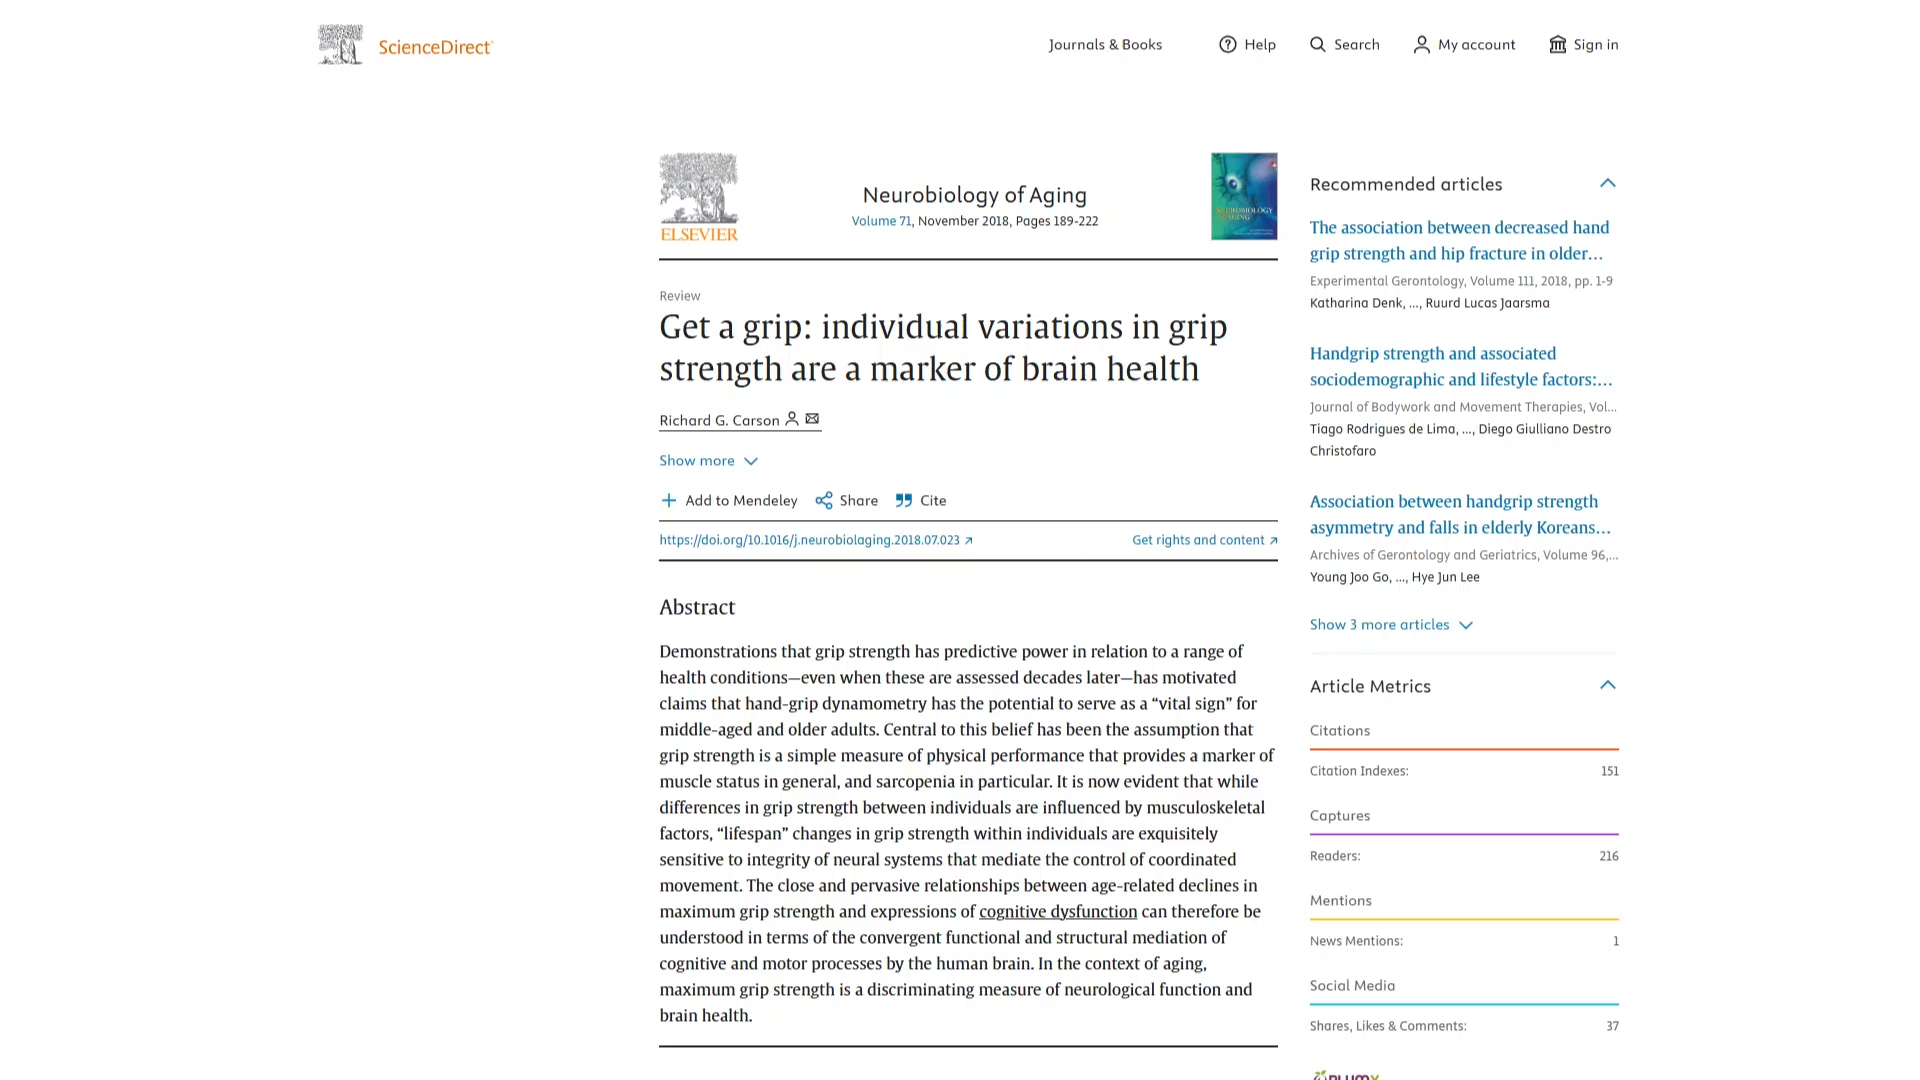 ScienceDirect
Journals & Books
Help
Search
My account
Sign in
ELSEVIER
Neurobiology of Aging
Volume 71, November 2018, Pages 189-222
NEUROBIOLOGY
AGING
Review
Get a grip: individual variations in grip
strength are a marker of brain health
Richard G. Carson
Show more
Add to Mendeley
Share
Cite
https://doi.org/10.1016/j.neurobiolaging.2018.07.023
Get rights and content
Abstract
Demonstrations that grip strength has predictive power in relation to a range of
health conditions—even when these are assessed decades later—has motivated
claims that hand-grip dynamometry has the potential to serve as a “vital sign” for
middle-aged and older adults. Central to this belief has been the assumption that
grip strength is a simple measure of physical performance that provides a marker of
muscle status in general, and sarcopenia in particular. It is now evident that while
differences in grip strength between individuals are influenced by musculoskeletal
factors, “lifespan” changes in grip strength within individuals are exquisitely
sensitive to integrity of neural systems that mediate the control of coordinated
movement. The close and pervasive relationships between age-related declines in
maximum grip strength and expressions of cognitive dysfunction can therefore be
understood in terms of the convergent functional and structural mediation of
cognitive and motor processes by the human brain. In the context of aging,
maximum grip strength is a discriminating measure of neurological function and
brain health.
Recommended articles
The association between decreased hand
grip strength and hip fracture in older…
Experimental Gerontology, Volume 111, 2018, pp. 1-9
Katharina Denk, …, Ruurd Lucas Jaarsma
Handgrip strength and associated
sociodemographic and lifestyle factors:…
Journal of Bodywork and Movement Therapies, Vol…
Tiago Rodrigues de Lima, …, Diego Giulliano Destro
Christofaro
Association between handgrip strength
asymmetry and falls in elderly Koreans…
Archives of Gerontology and Geriatrics, Volume 96,…
Young Joo Go, …, Hye Jun Lee
Show 3 more articles
Article Metrics
Citations
Citation Indexes: 151
Captures
Readers: 216
Mentions
News Mentions: 1
Social Media
Shares, Likes & Comments: 37
PLUMX